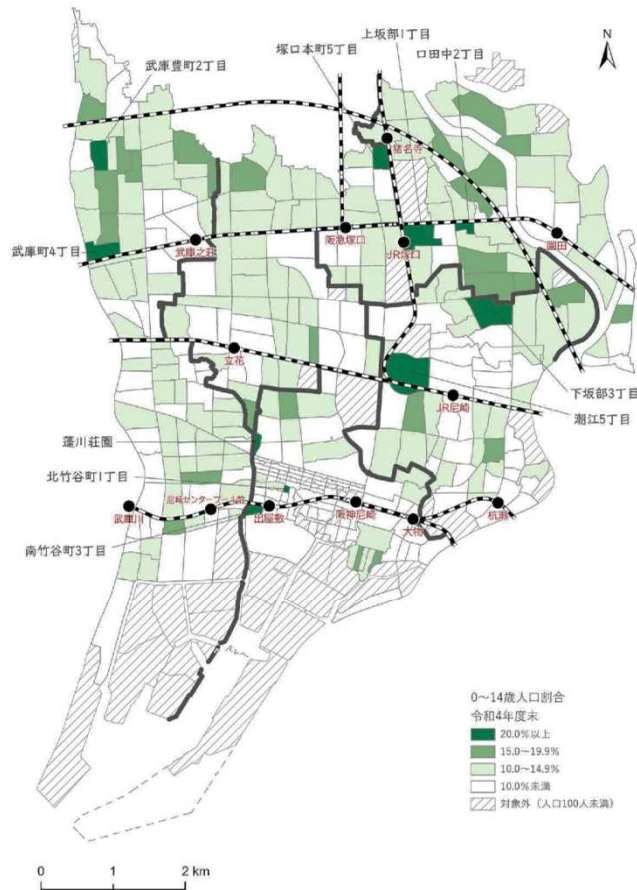 上坂部1丁目
塚口本町5丁目
口田中2丁目
武庫豊町2丁目
N
猪名寺
武庫町4丁目
武庫之荘
阪急塚口
JR塚口
園田
立花
下坂部3丁目
JR尼崎
潮江5丁目
蓬川荘園
北竹谷町1丁目
武庫川
尼崎センタープール前
出屋敷
阪神尼崎
大物
杭瀬
南竹谷町3丁目
0〜14歳人口割合
令和4年度末
20.0%以上
15.0〜19.9%
10.0〜14.9%
10.0%未満
対象外（人口100人未満）
0 1 2 km